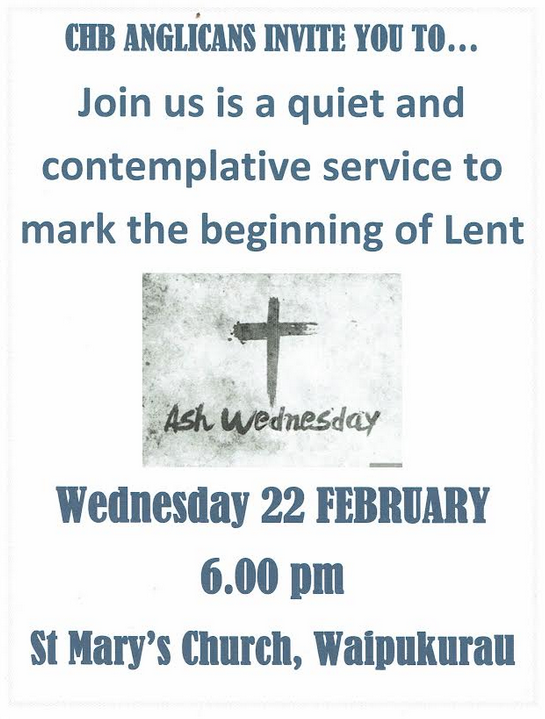 CHB ANGLICANS INVITE YOU TO...
Join us is a quiet and
contemplative service to
mark the beginning of Lent
Ash Wednesday
Wednesday 22 FEBRUARY
6.00 pm
St Mary's Church, Waipukurau